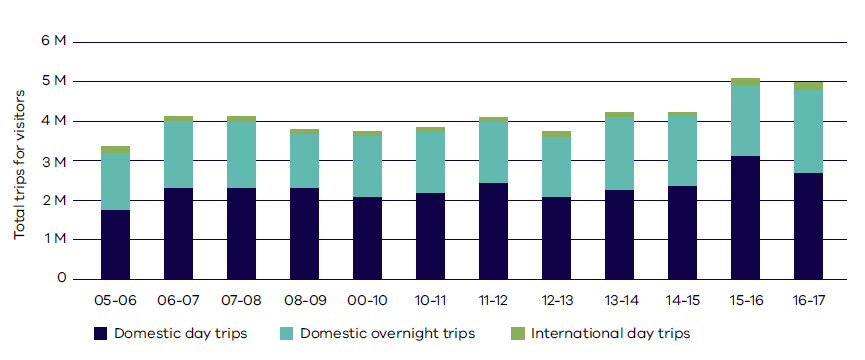 Total trips for visitors
6 M
5 M
4 M
3 M
2 M
1 M
0
05-06 06-07 07-08 08-09 00-10 10-11 11-12 12-13 13-14 14-15 15-16 16-17
Domestic day trips Domestic overnight trips International day trips